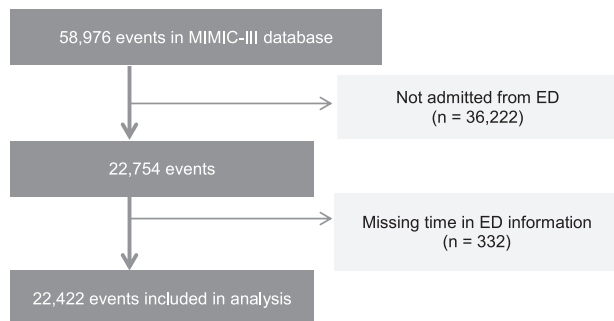 58,976 events in MIMIC-III database
Not admitted from ED
(n = 36,222)
22,754 events
Missing time in ED information
(n = 332)
22,422 events included in analysis